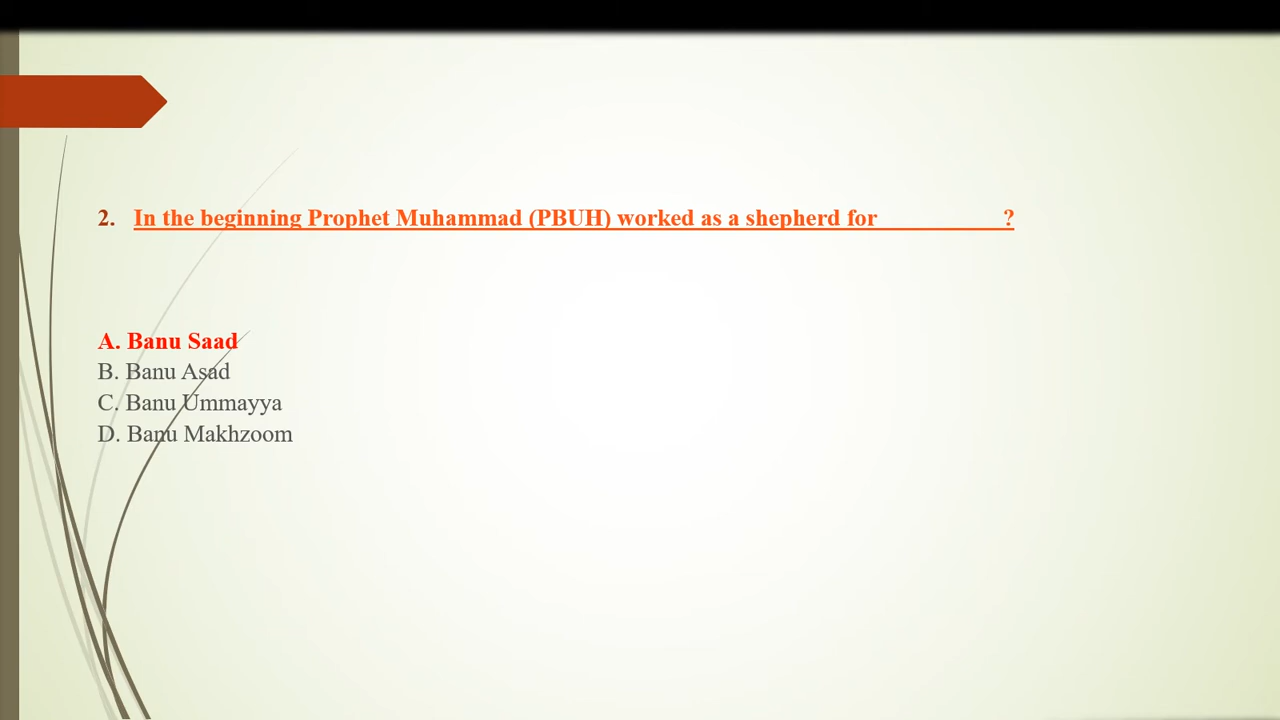 2. In the beginning Prophet Muhammad (PBUH) worked as a shepherd for __________?
A. Banu Saad
B. Banu Asad
C. Banu Ummayya
D. Banu Makhzoom